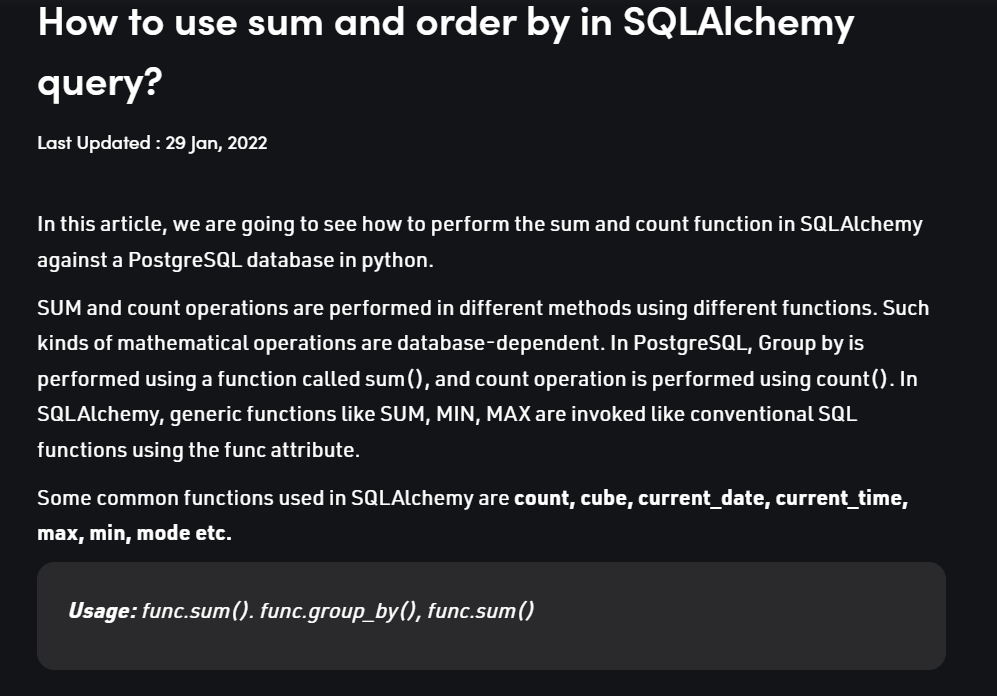 How to use sum and order by in SQLAlchemy
query?
Last Updated : 29 Jan, 2022
In this article, we are going to see how to perform the sum and count function in SQLAlchemy
against a PostgreSQL database in python.
SUM and count operations are performed in different methods using different functions. Such
kinds of mathematical operations are database-dependent. In PostgreSQL, Group by is
performed using a function called sum(), and count operation is performed using count(). In
SQLAlchemy, generic functions like SUM, MIN, MAX are invoked like conventional SQL
functions using the func attribute.
Some common functions used in SQLAlchemy are count, cube, current_date, current_time,
max, min, mode etc.
Usage: func.sum(). func.group_by(), func.sum()